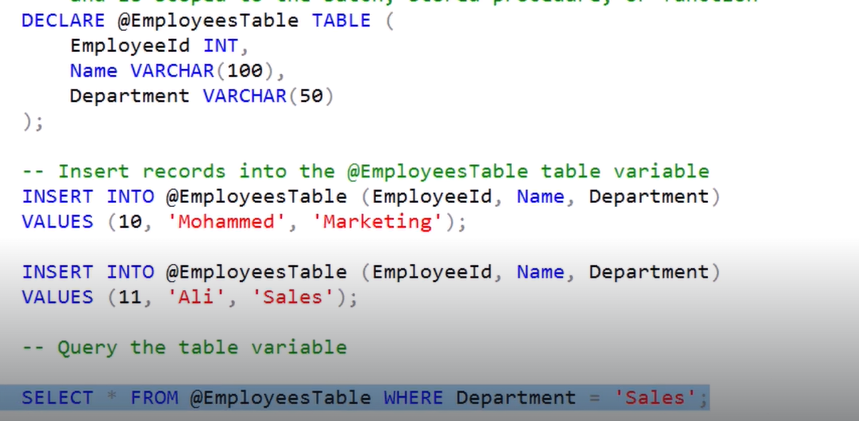 DECLARE @EmployeesTable TABLE (
EmployeeId INT,
Name VARCHAR(100),
Department VARCHAR(50)
);
-- Insert records into the @EmployeesTable table variable
INSERT INTO @EmployeesTable (EmployeeId, Name, Department)
VALUES (10, 'Mohammed', 'Marketing');
INSERT INTO @EmployeesTable (EmployeeId, Name, Department)
VALUES (11, 'Ali', 'Sales');
-- Query the table variable
SELECT * FROM @EmployeesTable WHERE Department = 'Sales';